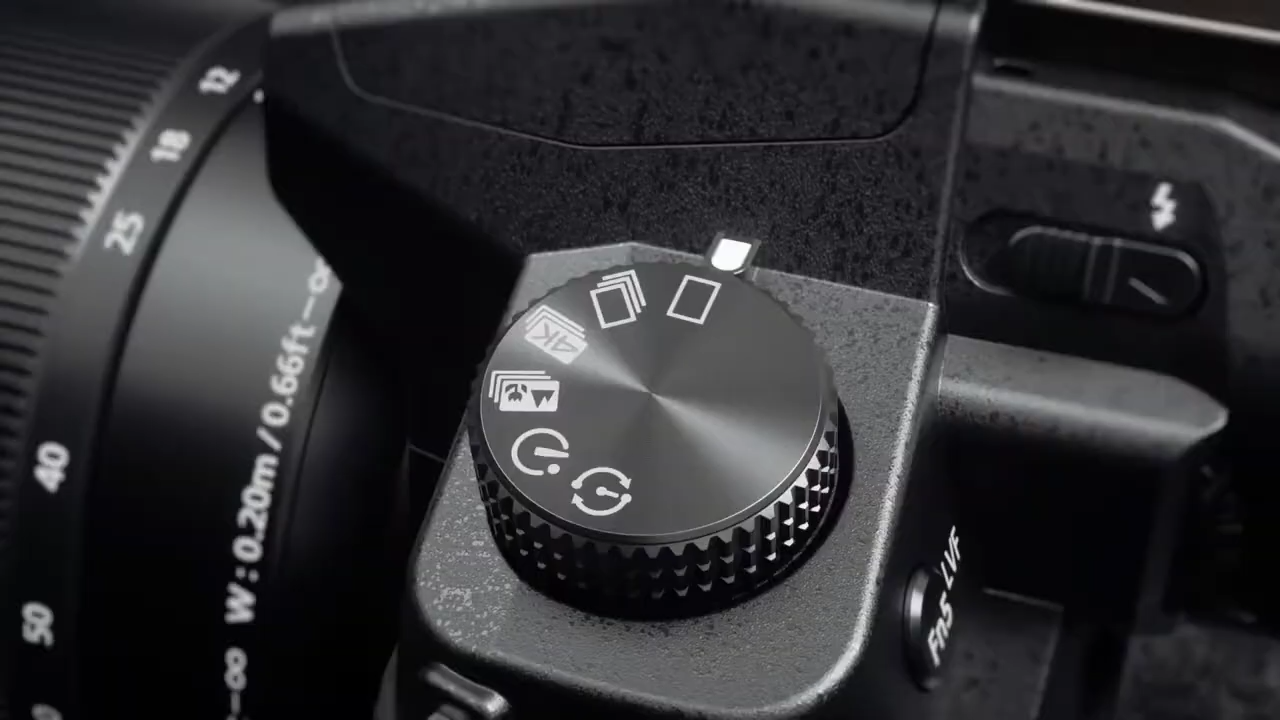 12
18
25
40
50
W : 0.20m / 0.66ft – ∞
– ∞
4K
Fn5 LVF